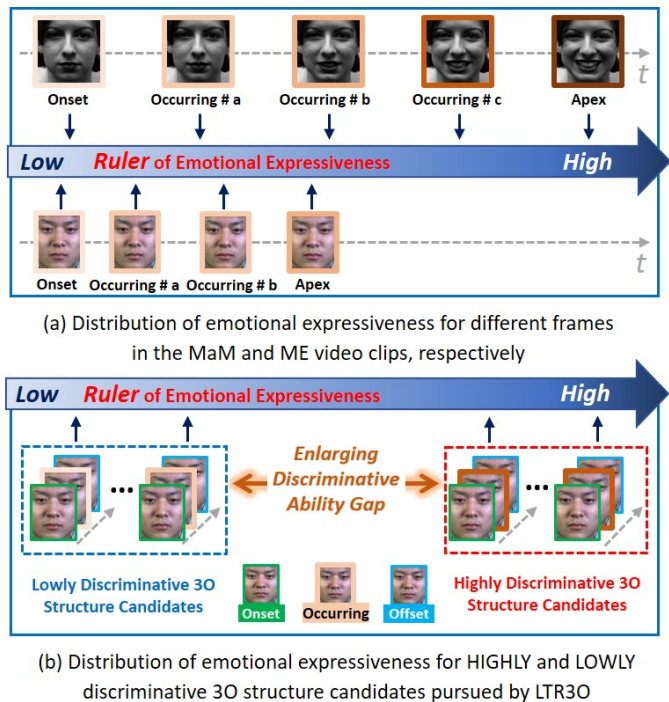 Onset Occurring # a Occurring # b Occurring # c Apex t
Low Ruler of Emotional Expressiveness High
Onset Occurring # a Occurring # b Apex t
(a) Distribution of emotional expressiveness for different frames
in the MaM and ME video clips, respectively
Low Ruler of Emotional Expressiveness High
Enlarging
Discriminative
Ability Gap
... ...
Lowly Discriminative 3O
Structure Candidates
Onset Occurring Offset
Highly Discriminative 3O
Structure Candidates
(b) Distribution of emotional expressiveness for HIGHLY and LOWLY
discriminative 3O structure candidates pursued by LTR3O